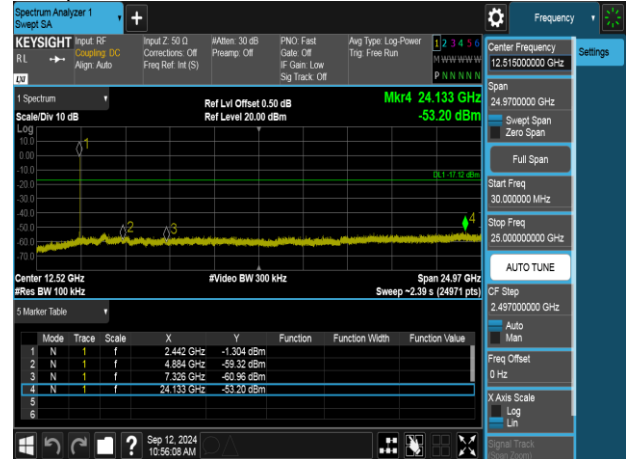 Spectrum Analyzer 1
Swept SA
+
Frequency
KEYSIGHT Input: RF Input Z: 50 Ω #Atten: 30 dB PNO: Fast Avg Type: Log-Power 1 2 3 4 5 6
RL Coupling: DC Corrections: Off Preamp: Off Gate: Off Trig: Free Run M W W W W W
Align: Auto Freq Ref: Int (S) IF Gain: Low
Sig Track: Off P N N N N N
LXI
1 Spectrum
Ref Lvl Offset 0.50 dB Mkr4 24.133 GHz
Scale/Div 10 dB Ref Level 20.00 dBm -53.20 dBm
Log
10.0
0.00
-10.0
-20.0
-30.0
-40.0
-50.0
-60.0
-70.0
1
2
3
4
DL1 -17.12 dBm
Center 12.52 GHz #Video BW 300 kHz Span 24.97 GHz
#Res BW 100 kHz Sweep ~2.39 s (24971 pts)
5 Marker Table
Mode Trace Scale X Y Function Function Width Function Value
1 N 1 f 2.442 GHz -1.304 dBm
2 N 1 f 4.884 GHz -59.32 dBm
3 N 1 f 7.326 GHz -60.96 dBm
4 N 1 f 24.133 GHz -53.20 dBm
5
6
?
Sep 12, 2024
10:56:08 AM
Center Frequency
12.515000000 GHz
Settings
Span
24.9700000 GHz
Swept Span
Zero Span
Full Span
Start Freq
30.000000 MHz
Stop Freq
25.000000000 GHz
AUTO TUNE
CF Step
2.497000000 GHz
Auto
Man
Freq Offset
0 Hz
X Axis Scale
Log
Lin
Signal Track
(Span Zoom)